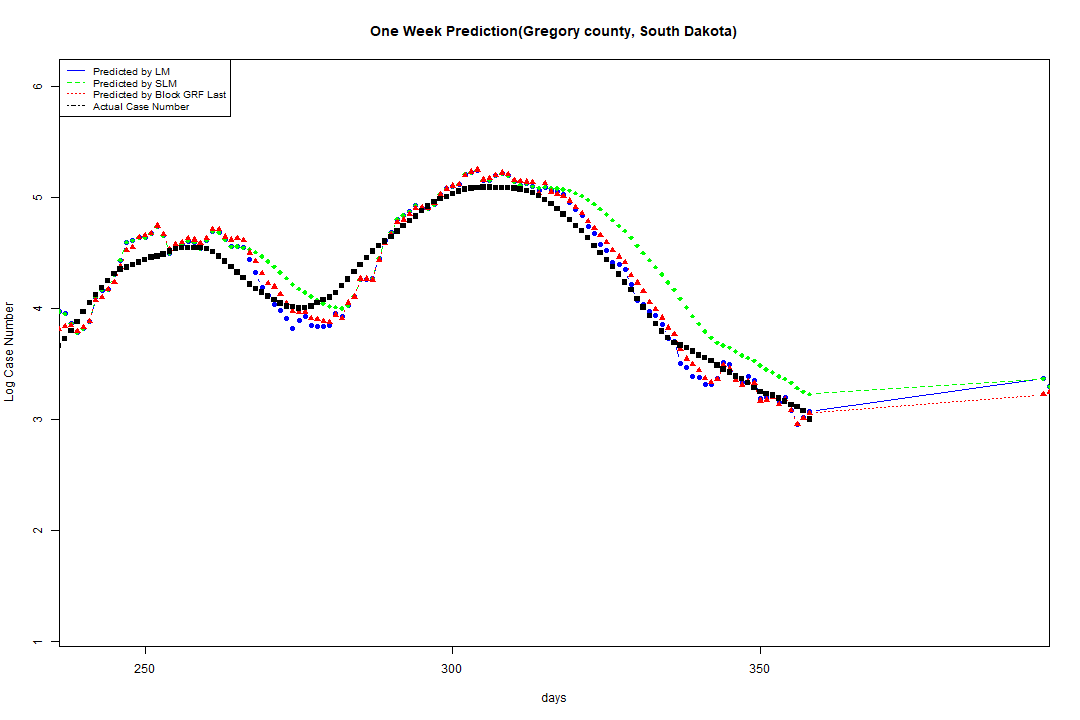 One Week Prediction(Gregory county, South Dakota)
Predicted by LM
Predicted by SLM
Predicted by Block GRF Last
Actual Case Number
6
5
4
3
2
1
Log Case Number
250 300 350
days